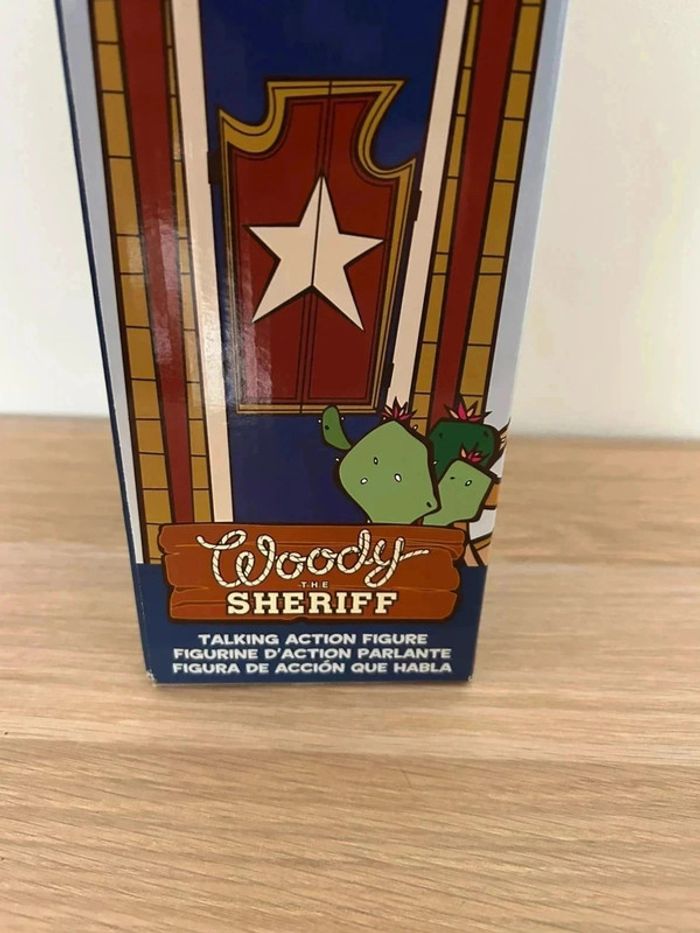 Woody
THE
SHERIFF
TALKING ACTION FIGURE
FIGURINE D'ACTION PARLANTE
FIGURA DE ACCIÓN QUE HABLA